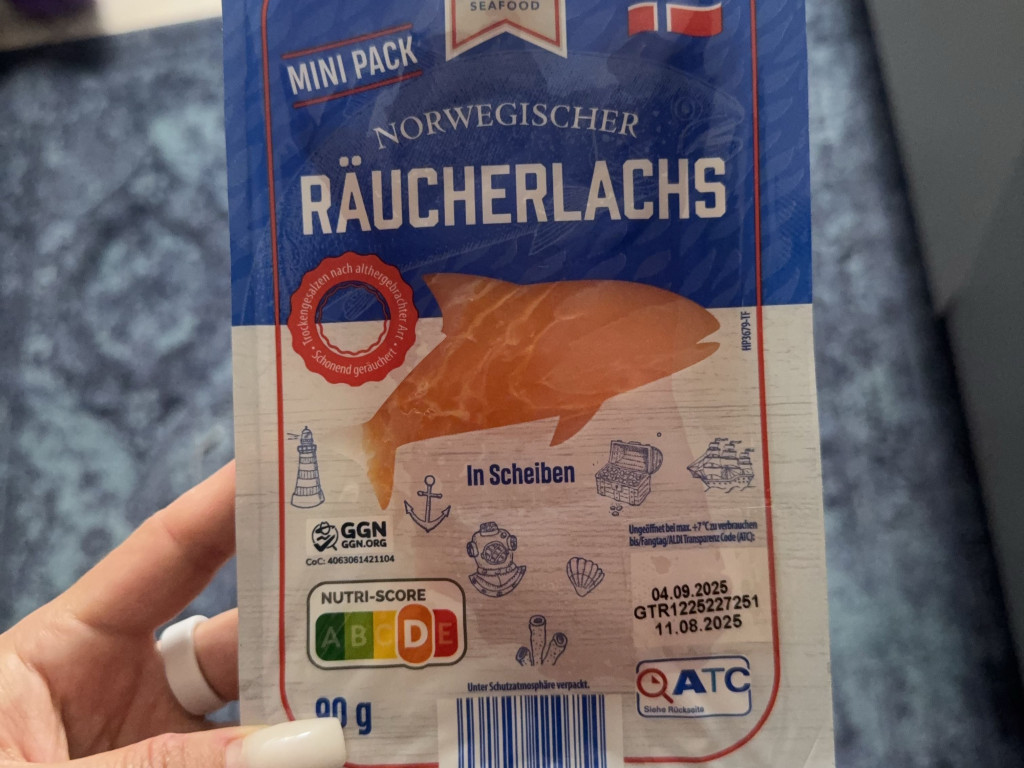 SEAFOOD
MINI PACK
NORWEGISCHER
RÄUCHERLACHS
Trockengesalzen nach althergebrachter Art. • Schonend geräuchert •
HP3679-TF
In Scheiben
GGN
GGN.ORG
CoC: 4063061421104
Ungeöffnet bei max. +7 °C zu verbrauchen
bis/Fangtag/ALDI Transparenz Code (ATC):
04.09.2025
GTR1225227251
11.08.2025
NUTRI-SCORE
A B C D E
ATC
Siehe Rückseite
Unter Schutzatmosphäre verpackt.
90 g